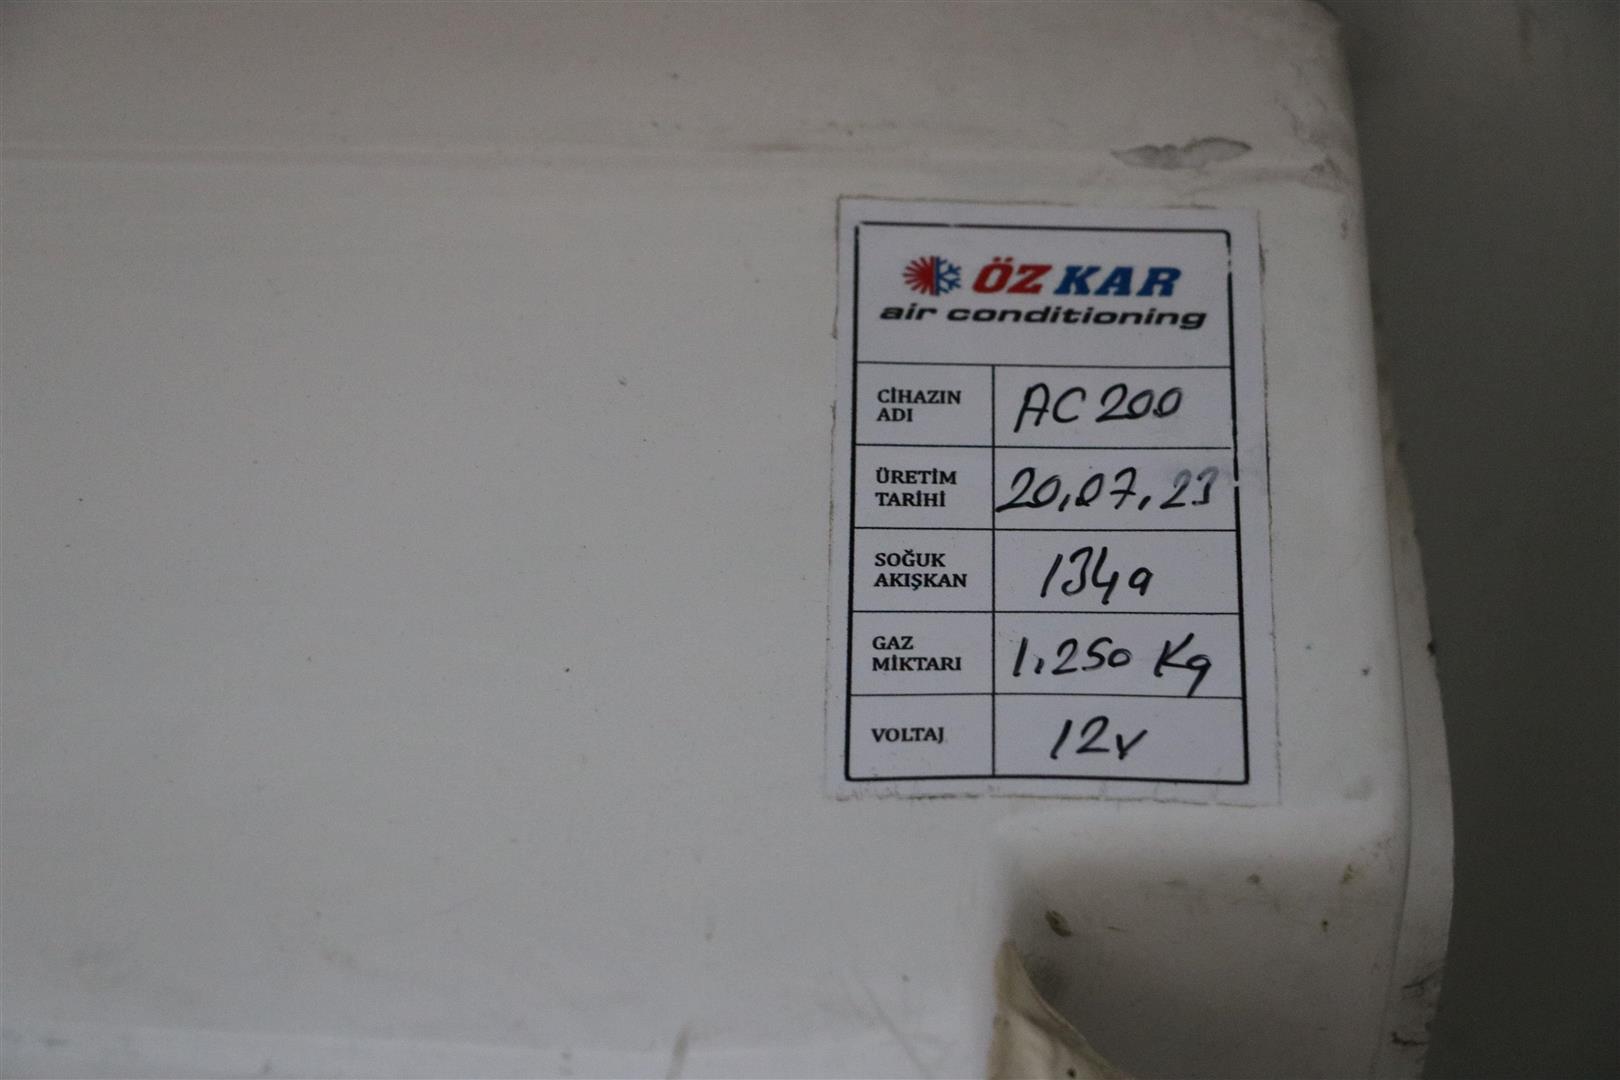 ÖZKAR
air conditioning
CİHAZIN
ADI
AC 200
ÜRETİM
TARİHİ
20.07.23
SOĞUK
AKIŞKAN
134a
GAZ
MİKTARI
1.250 Kg
VOLTAJ
12v